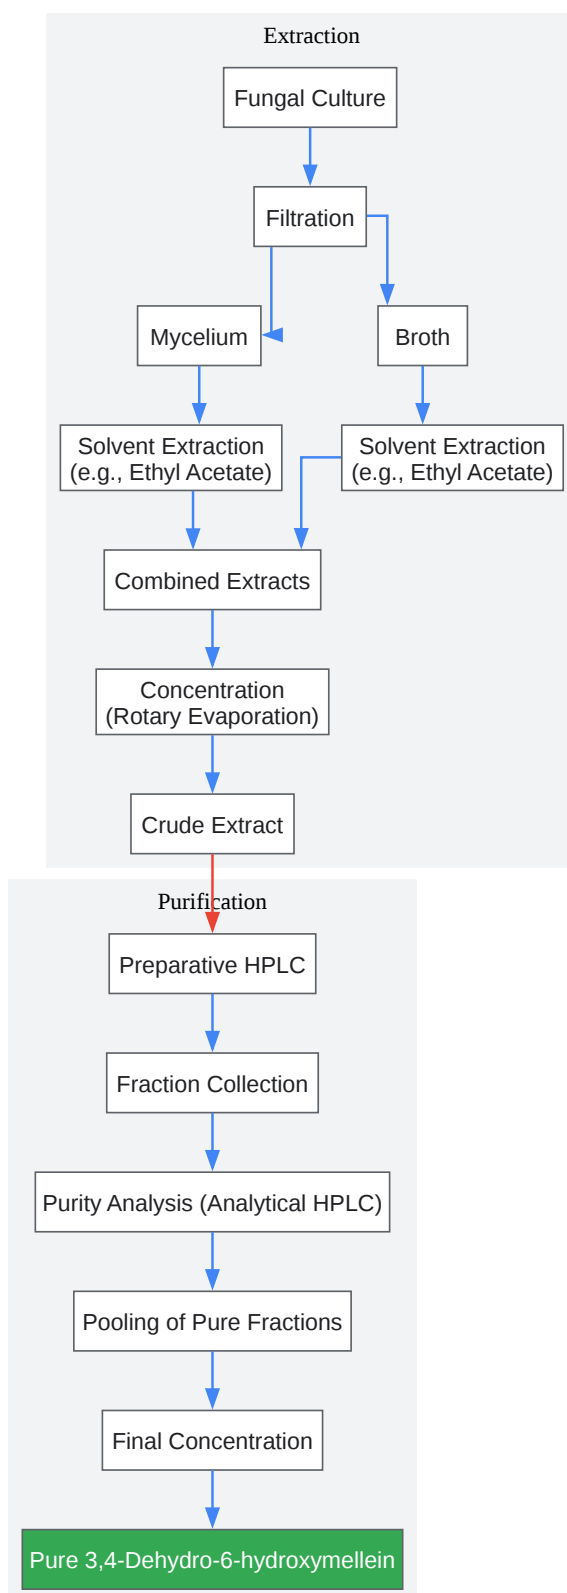 Extraction
Fungal Culture
Filtration
Mycelium
Broth
Solvent Extraction
(e.g., Ethyl Acetate)
Solvent Extraction
(e.g., Ethyl Acetate)
Combined Extracts
Concentration
(Rotary Evaporation)
Crude Extract
Purification
Preparative HPLC
Fraction Collection
Purity Analysis (Analytical HPLC)
Pooling of Pure Fractions
Final Concentration
Pure 3,4-Dehydro-6-hydroxymellein